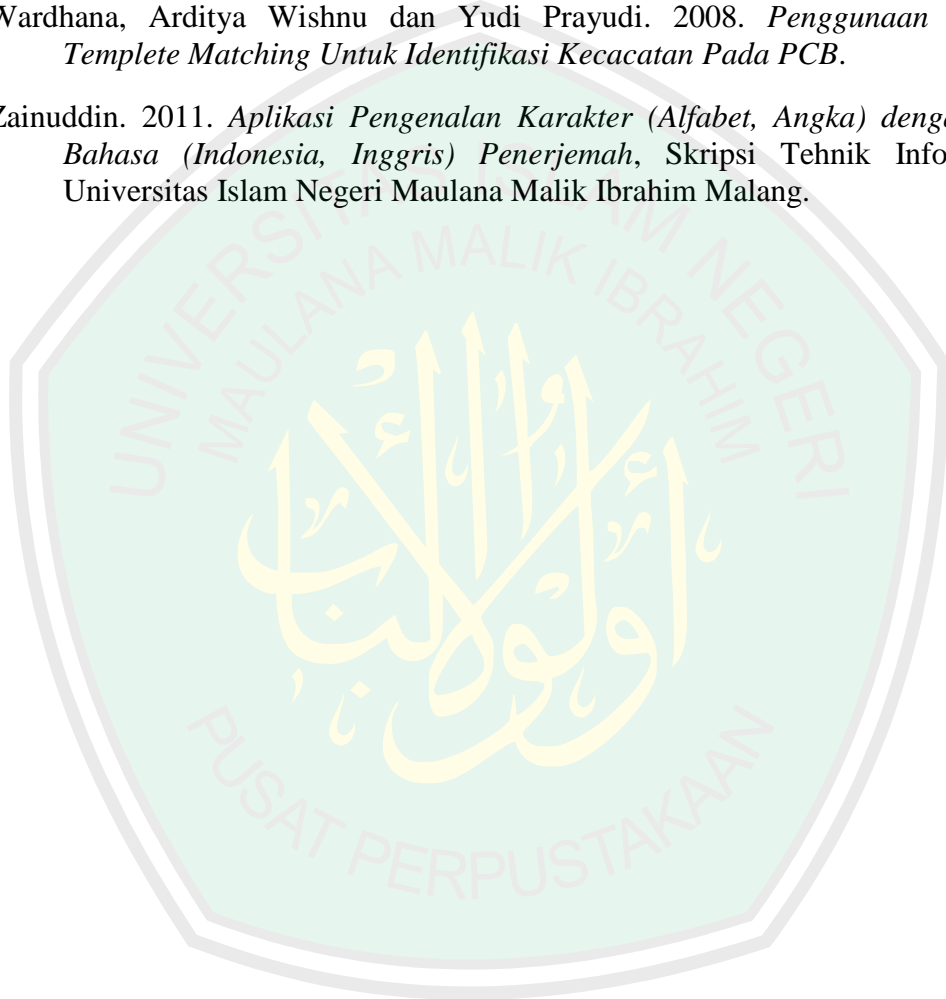 Wardhana, Arditya Wishnu dan Yudi Prayudi. 2008. Penggunaan
Templete Matching Untuk Identifikasi Kecacatan Pada PCB.
Zainuddin. 2011. Aplikasi Pengenalan Karakter (Alfabet, Angka)
Bahasa (Indonesia, Inggris) Penerjemah, Skripsi Tehnik
Universitas Islam Negeri Maulana Malik Ibrahim Malang.
UNIVERSITAS ISLAM NEGERI
MAULANA MALIK IBRAHIM
أولوا الألباب
PUSAT PERPUSTAKAAN